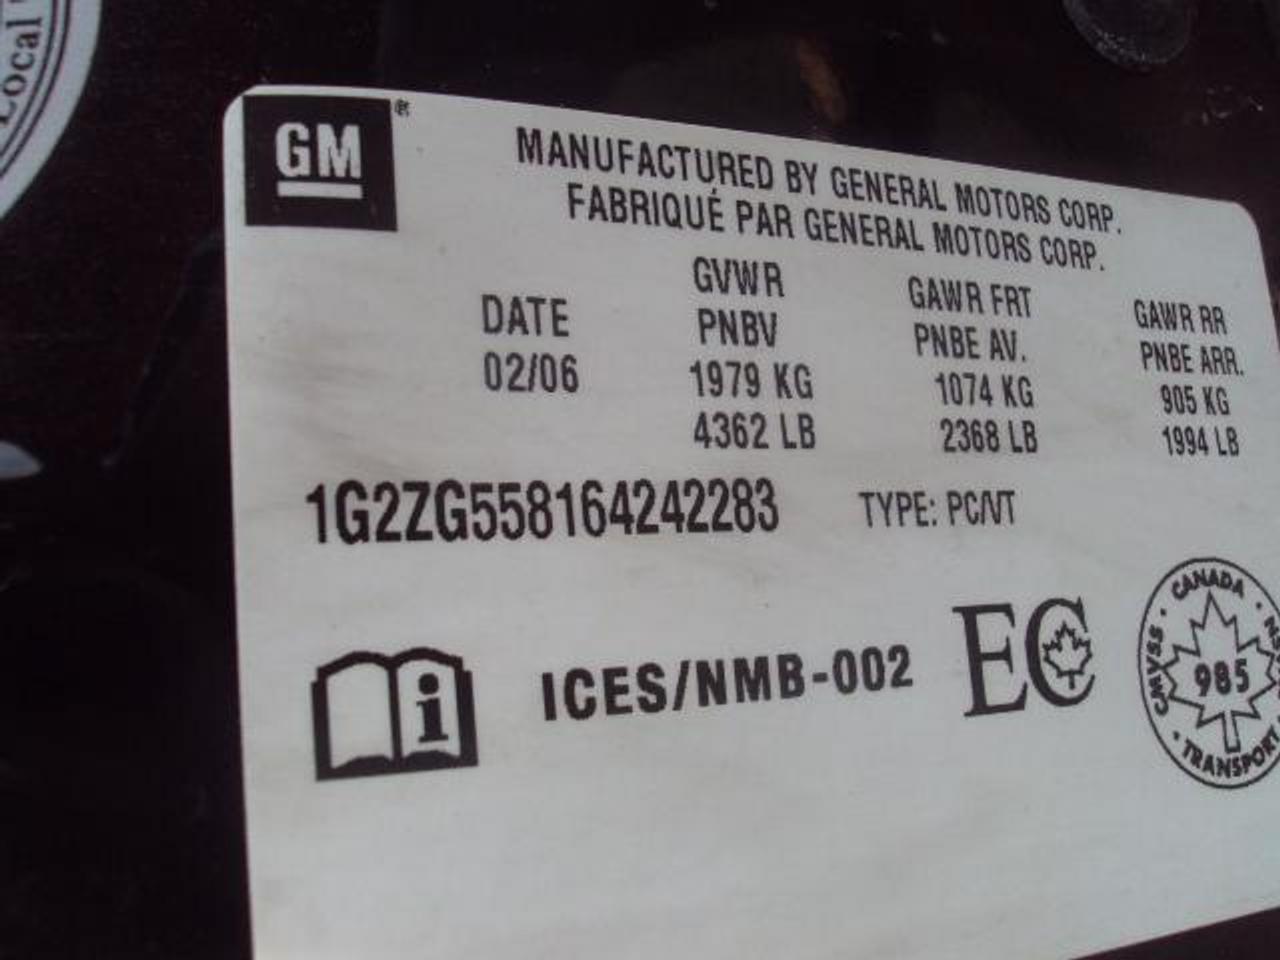 Local
GM
MANUFACTURED BY GENERAL MOTORS CORP.
FABRIQUÉ PAR GENERAL MOTORS CORP.
DATE GVWR GAWR FRT GAWR RR
PNBV PNBE AV. PNBE ARR.
02/06 1979 KG 1074 KG 905 KG
4362 LB 2368 LB 1994 LB
1G2ZG558164242283 TYPE: PC/VT
i ICES/NMB-002 EC
CANADA
CMVSS
985
TRANSPORT